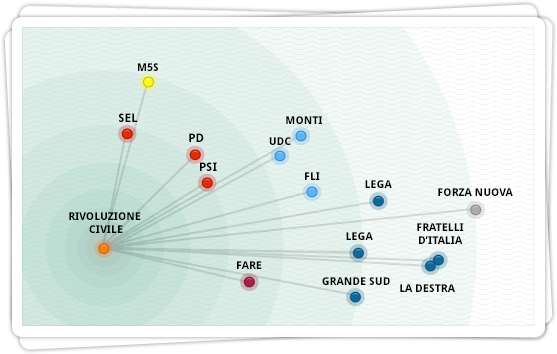 M5S
SEL
MONTI
PD
UDC
PSI
FLI
LEGA
FORZA NUOVA
RIVOLUZIONE
CIVILE
FRATELLI
D'ITALIA
LEGA
FARE
GRANDE SUD
LA DESTRA